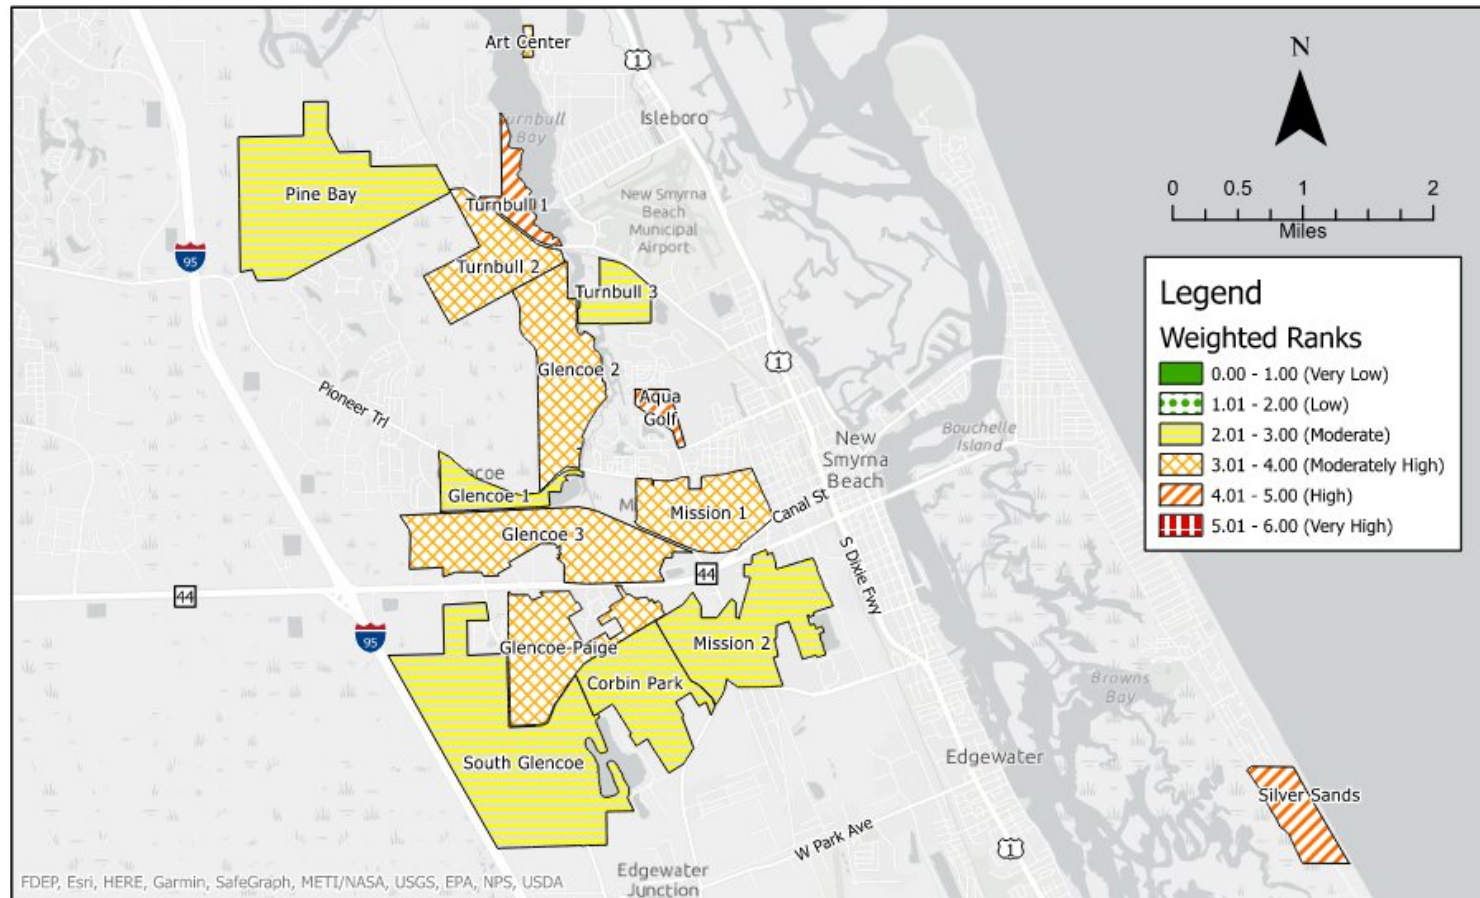 Art Center
1
Turnbull
Bay
Isleboro
N
Pine Bay
Turnbull 1
New Smyrna
Beach
Municipal
Airport
0 0.5 1 2
Miles
95
Turnbull 2
Turnbull 3
Legend
Weighted Ranks
0.00 - 1.00 (Very Low)
1.01 - 2.00 (Low)
2.01 - 3.00 (Moderate)
3.01 - 4.00 (Moderately High)
4.01 - 5.00 (High)
5.01 - 6.00 (Very High)
Glencoe 2
1
Pioneer Trl
Aqua
Golf
Bouchelle
Island
New
Smyrna
Beach
Glencoe 1
Mission 1
Canal St
Glencoe 3
S Dixie Fwy
44
44
95
Glencoe-Paige
Mission 2
Corbin Park
Browns
Bay
South Glencoe
Edgewater
Silver Sands
W Park Ave
1
Edgewater
Junction
FDEP, Esri, HERE, Garmin, SafeGraph, METI/NASA, USGS, EPA, NPS, USDA